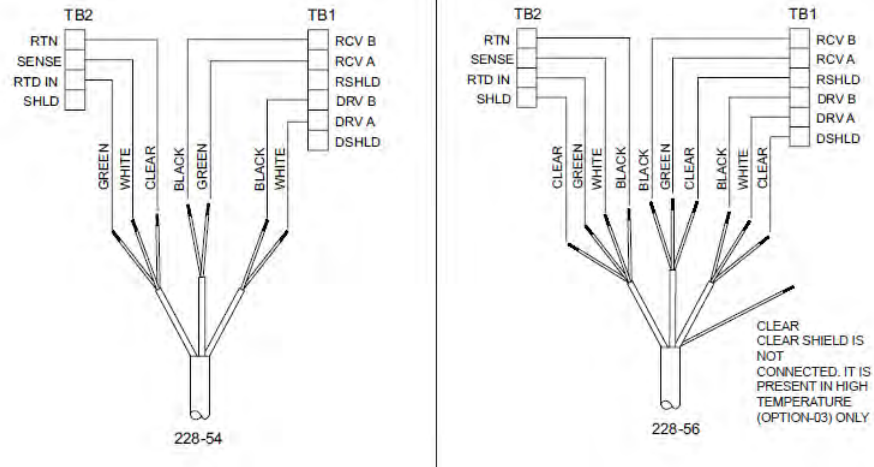 TB2
TB1
RTN
SENSE
RTD IN
SHLD
RCV B
RCV A
RSHLD
DRV B
DRV A
DSHLD
GREEN
WHITE
CLEAR
BLACK
GREEN
BLACK
WHITE
228-54
TB2
TB1
RTN
SENSE
RTD IN
SHLD
RCV B
RCV A
RSHLD
DRV B
DRV A
DSHLD
CLEAR
GREEN
WHITE
BLACK
BLACK
GREEN
CLEAR
BLACK
WHITE
CLEAR
CLEAR
CLEAR SHIELD IS
NOT
CONNECTED. IT IS
PRESENT IN HIGH
TEMPERATURE
(OPTION-03) ONLY
228-56